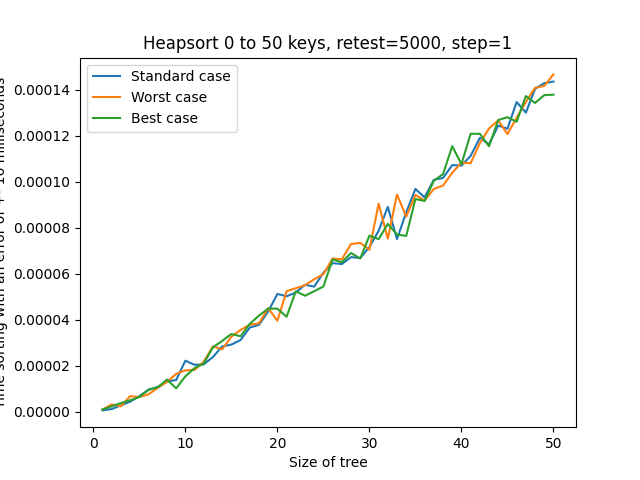 Heapsort 0 to 50 keys, retest=5000, step=1
Standard case
Worst case
Best case
0.00014
0.00012
0.00010
0.00008
0.00006
0.00004
0.00002
0.00000
sorting with an error of +- 10 milliseconds
0 10 20 30 40 50
Size of tree